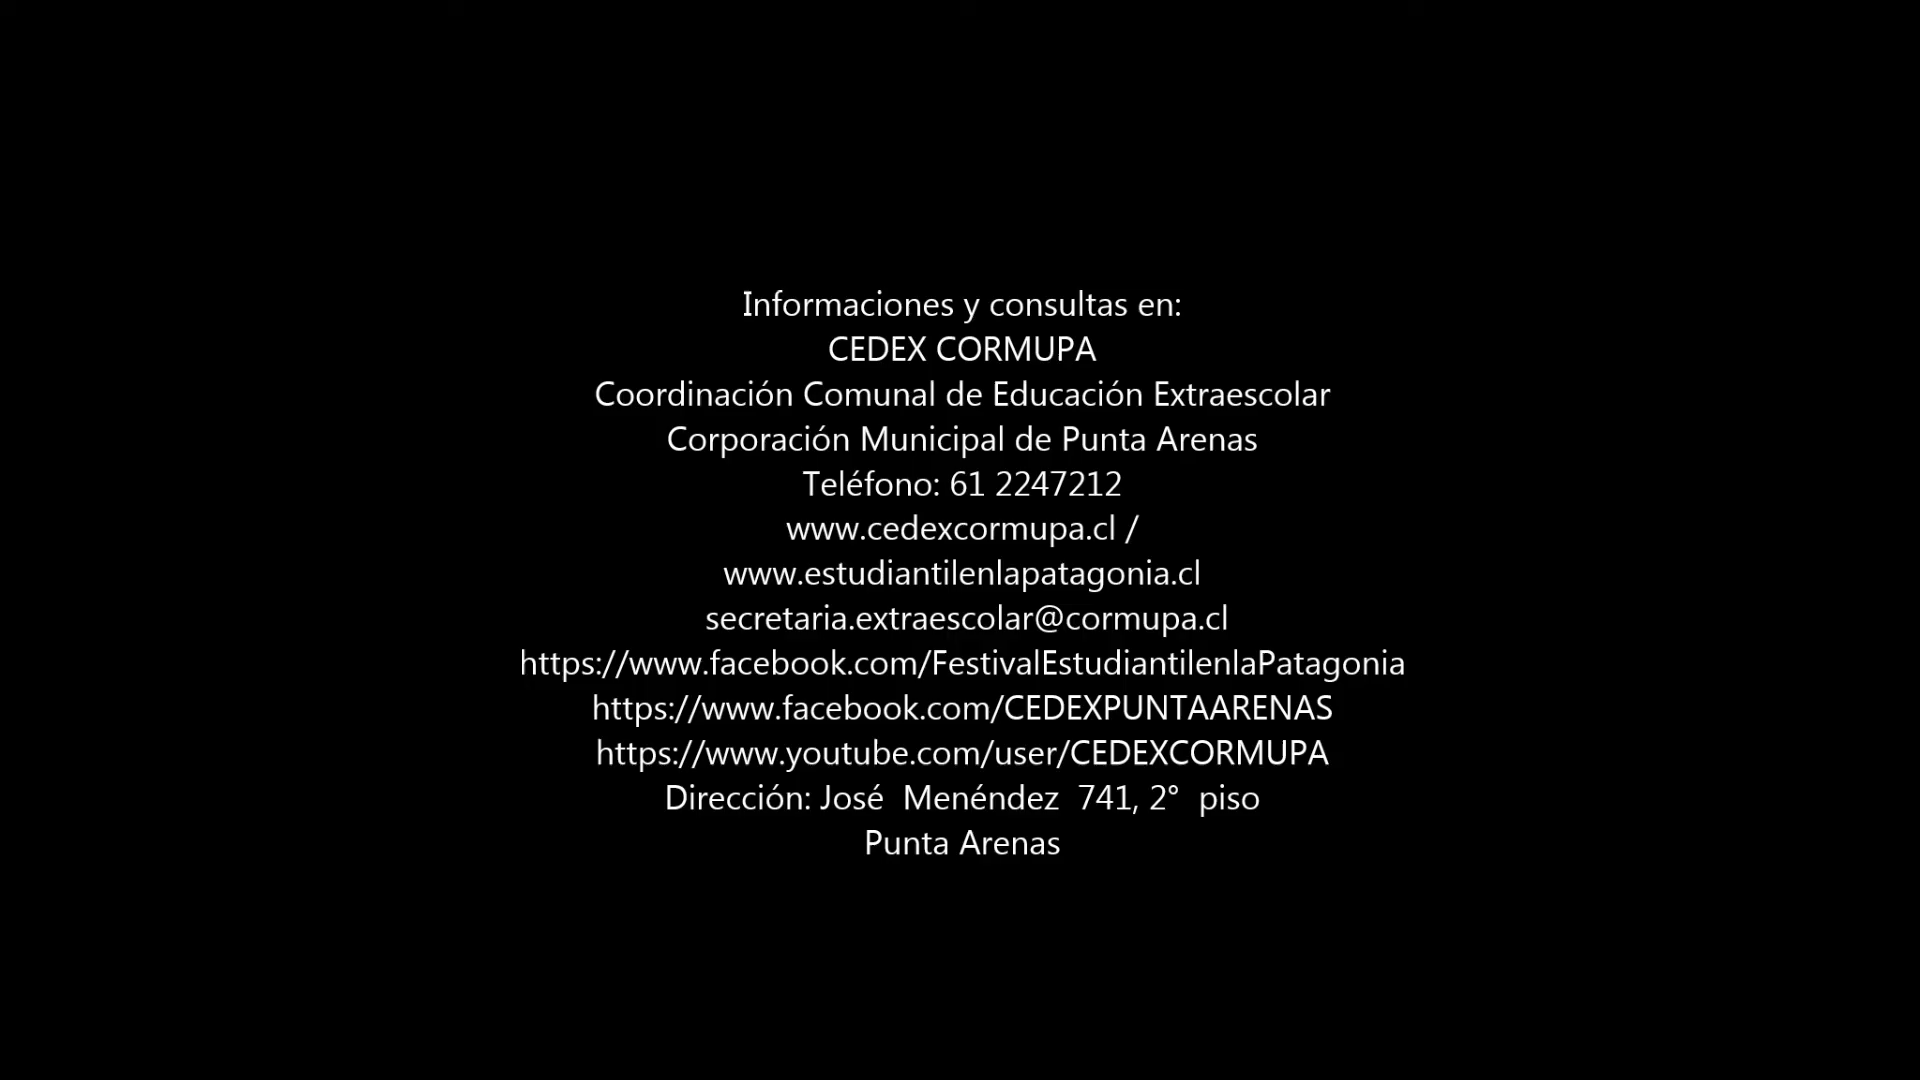 Informaciones y consultas en:
CEDEX CORMUPA
Coordinación Comunal de Educación Extraescolar
Corporación Municipal de Punta Arenas
Teléfono: 61 2247212
www.cedexcormupa.cl /
www.estudiantilenlapatagonia.cl
secretaria.extraescolar@cormupa.cl
https://www.facebook.com/FestivalEstudiantilenlaPatagonia
https://www.facebook.com/CEDEXPUNTAARENAS
https://www.youtube.com/user/CEDEXCORMUPA
Dirección: José  Menéndez  741, 2°  piso
Punta Arenas